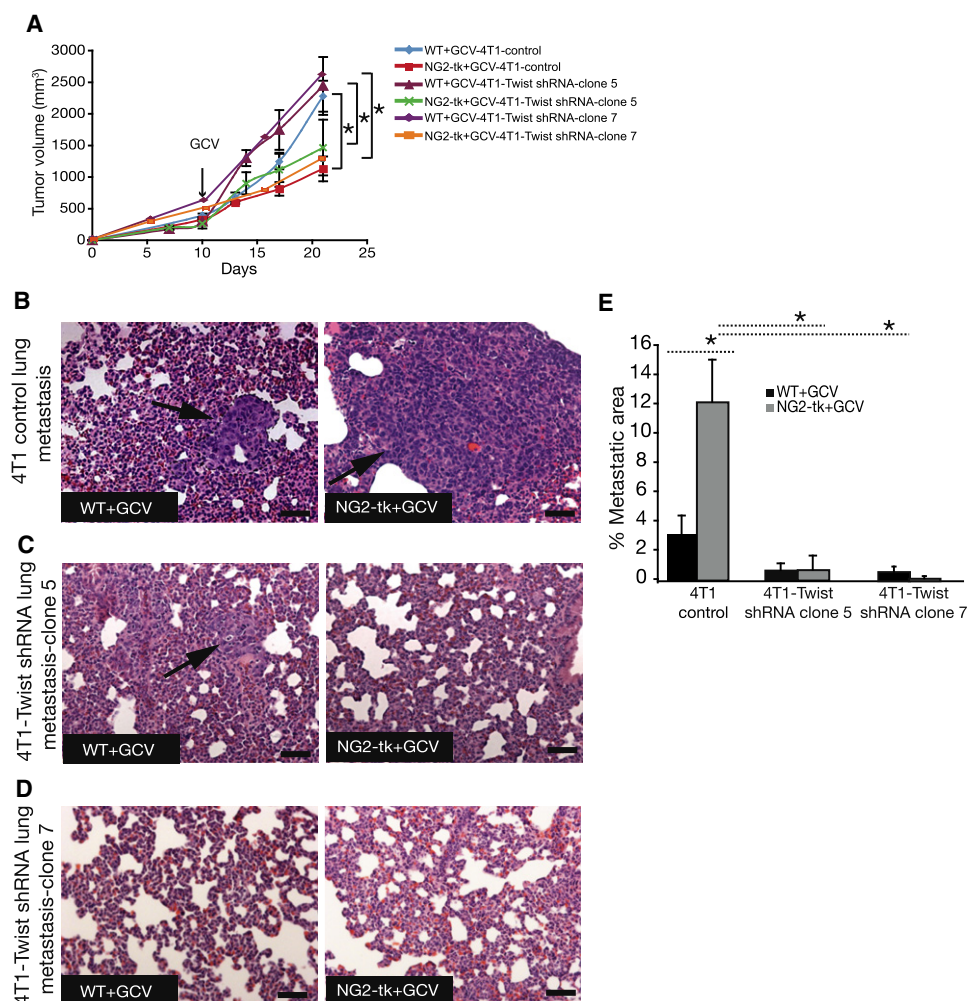 A
Tumor volume (mm³)
3000
2500
2000
1500
1000
500
0
0 5 10 15 20 25
Days
GCV
* * *
WT+GCV-4T1-control
NG2-tk+GCV-4T1-control
WT+GCV-4T1-Twist shRNA-clone 5
NG2-tk+GCV-4T1-Twist shRNA-clone 5
WT+GCV-4T1-Twist shRNA-clone 7
NG2-tk+GCV-4T1-Twist shRNA-clone 7
B
4T1 control lung
metastasis
WT+GCV
NG2-tk+GCV
C
4T1-Twist shRNA lung
metastasis-clone 5
WT+GCV
NG2-tk+GCV
D
4T1-Twist shRNA lung
metastasis-clone 7
WT+GCV
NG2-tk+GCV
E
% Metastatic area
16
14
12
10
8
6
4
2
0
*
*
*
WT+GCV
NG2-tk+GCV
4T1
control
4T1-Twist
shRNA clone 5
4T1-Twist
shRNA clone 7